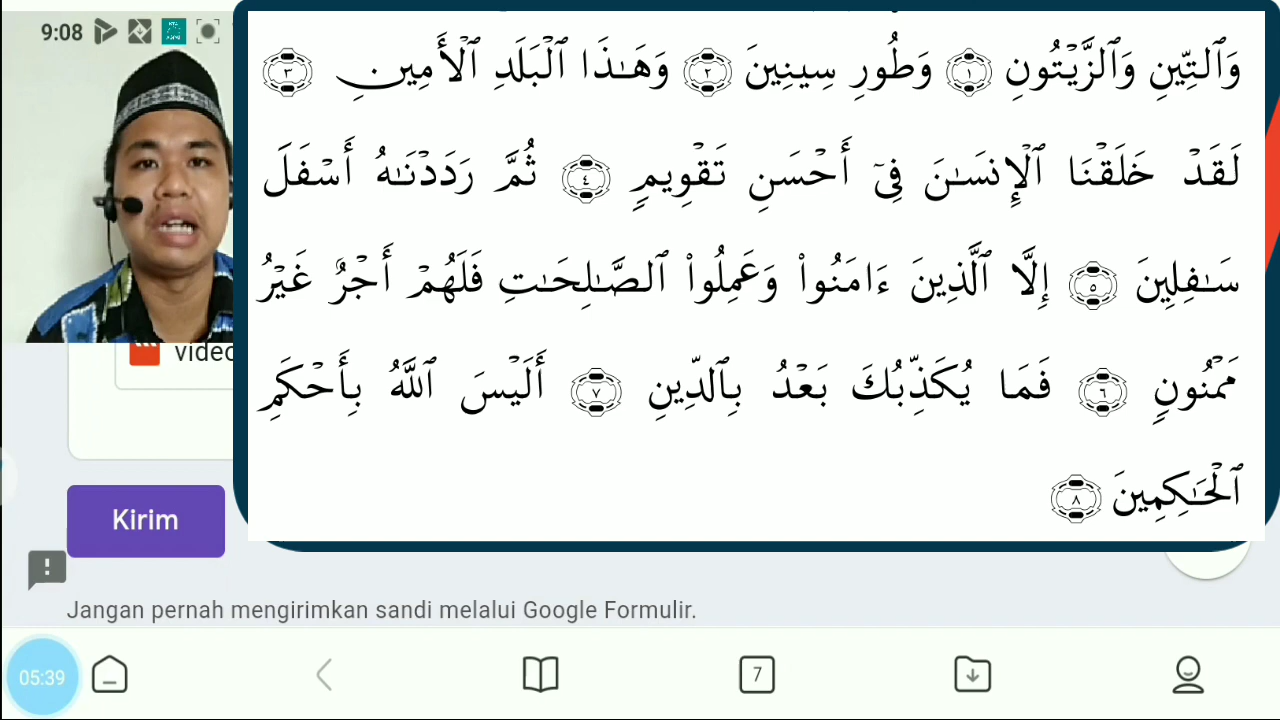 9:08
وَٱلتِّينِ وَٱلزَّيْتُونِ ١ وَطُورِ سِينِينَ ٢ وَهَـٰذَا ٱلْبَلَدِ ٱلْأَمِينِ ٣
لَقَدْ خَلَقْنَا ٱلْإِنسَـٰنَ فِىٓ أَحْسَنِ تَقْوِيمٍ ٤ ثُمَّ رَدَدْنَـٰهُ أَسْفَلَ
سَـٰفِلِينَ ٥ إِلَّا ٱلَّذِينَ ءَامَنُوا۟ وَعَمِلُوا۟ ٱلصَّـٰلِحَـٰتِ فَلَهُمْ أَجْرٌ غَيْرُ
مَمْنُونٍ ٦ فَمَا يُكَذِّبُكَ بَعْدُ بِٱلدِّينِ ٧ أَلَيْسَ ٱللَّهُ بِأَحْكَمِ
ٱلْحَـٰكِمِينَ ٨
video
Kirim
Jangan pernah mengirimkan sandi melalui Google Formulir.
05:39
7